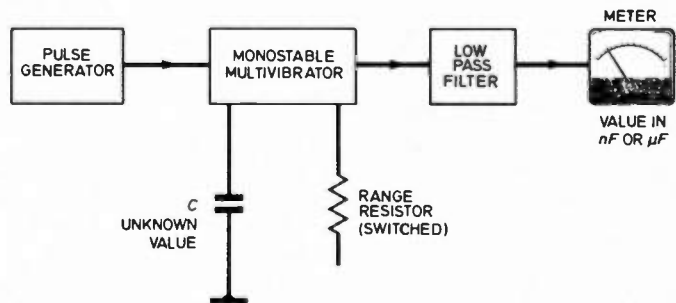 PULSE
GENERATOR
MONOSTABLE
MULTIVIBRATOR
LOW
PASS
FILTER
METER
VALUE IN
nF OR μF
C
UNKNOWN
VALUE
RANGE
RESISTOR
(SWITCHED)